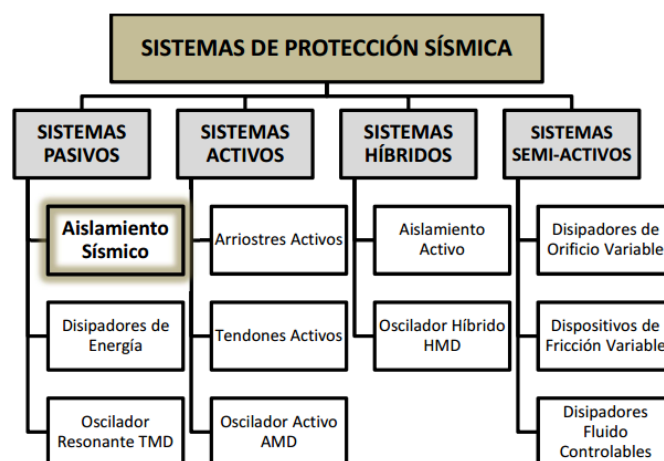 SISTEMAS DE PROTECCIÓN SÍSMICA
SISTEMAS
PASIVOS
SISTEMAS
ACTIVOS
SISTEMAS
HÍBRIDOS
SISTEMAS
SEMI-ACTIVOS
Aislamiento
Sísmico
Arriostres Activos
Aislamiento
Activo
Disipadores de
Orificio Variable
Disipadores de
Energía
Tendones Activos
Oscilador Híbrido
HMD
Dispositivos de
Fricción Variable
Oscilador
Resonante TMD
Oscilador Activo
AMD
Disipadores
Fluido
Controlables